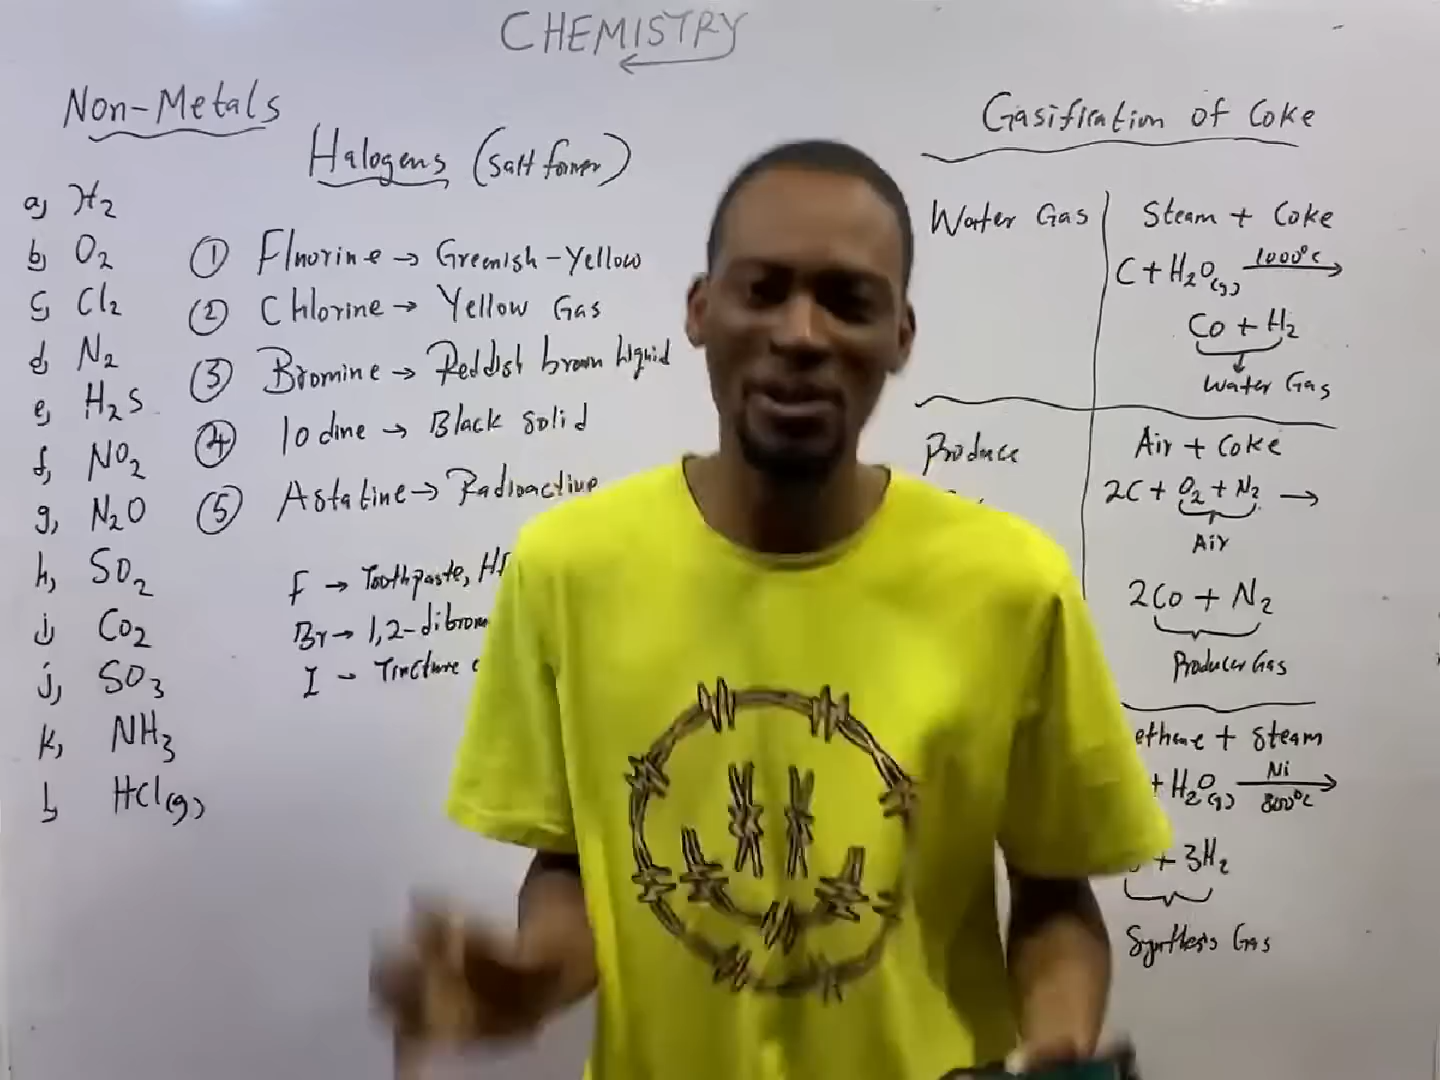 CHEMISTRY
Non-Metals
a, H2
b, O2
c, Cl2
d, N2
e, H2S
f, NO2
g, N2O
h, SO2
i, Co2
j, SO3
k, NH3
l, HCl(g)
Halogens (Salt former)
① Fluorine → Greenish-Yellow
② Chlorine → Yellow Gas
③ Bromine → Reddish brown liquid
④ Iodine → Black Solid
⑤ Astatine → Radioactive
F → Toothpaste,
Br → 1,2-dibrom
I - Tincture
Gasification of Coke
Water Gas
Steam + Coke
C + H2O(g) 1000°C →
Co + H2
Water Gas
Produce
Air + Coke
2C + O2 + N2 →
Air
2Co + N2
Producer Gas
ethane + Steam
+ H2O(g) Ni 800°C →
+ 3H2
Synthesis Gas